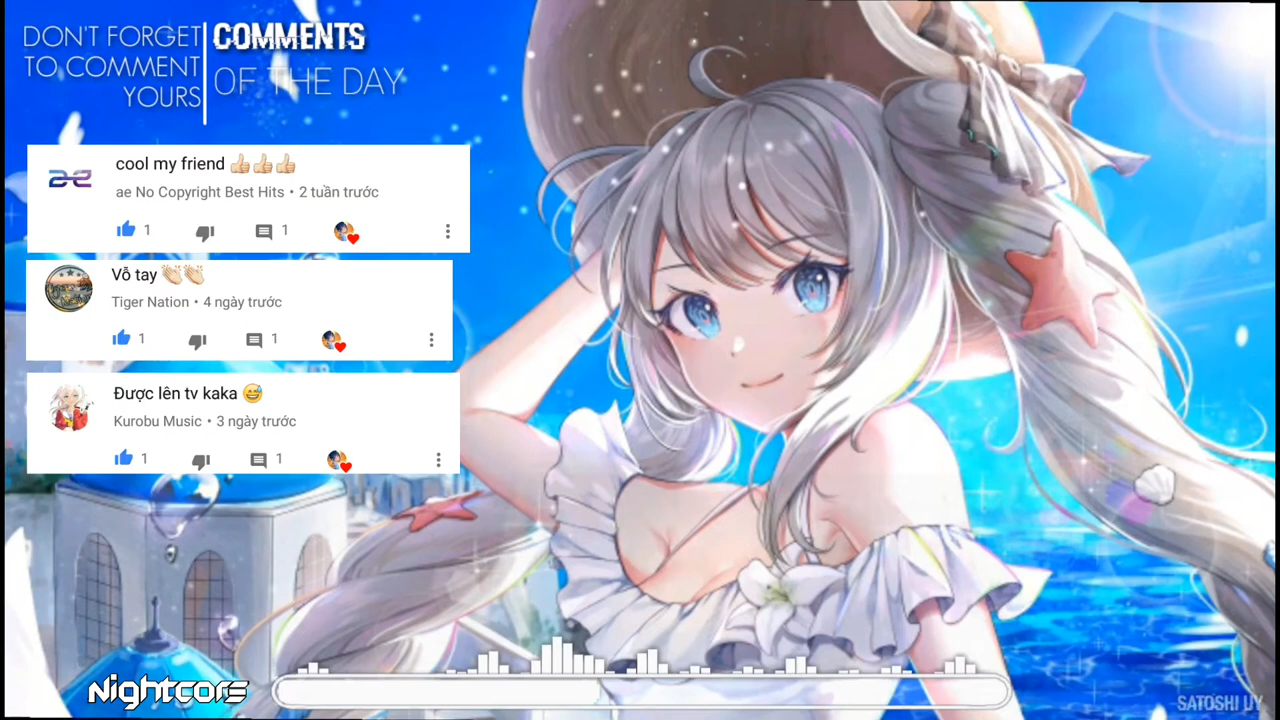 DON'T FORGET
TO COMMENT
YOURS
COMMENTS
OF THE DAY
cool my friend 👍🏻👍🏻👍🏻
ae No Copyright Best Hits • 2 tuần trước
1 1
Vỗ tay 👏🏻👏🏻
Tiger Nation • 4 ngày trước
1 1
Được lên tv kaka 😅
Kurobu Music • 3 ngày trước
1 1
Nightcore
SATOSHI UY